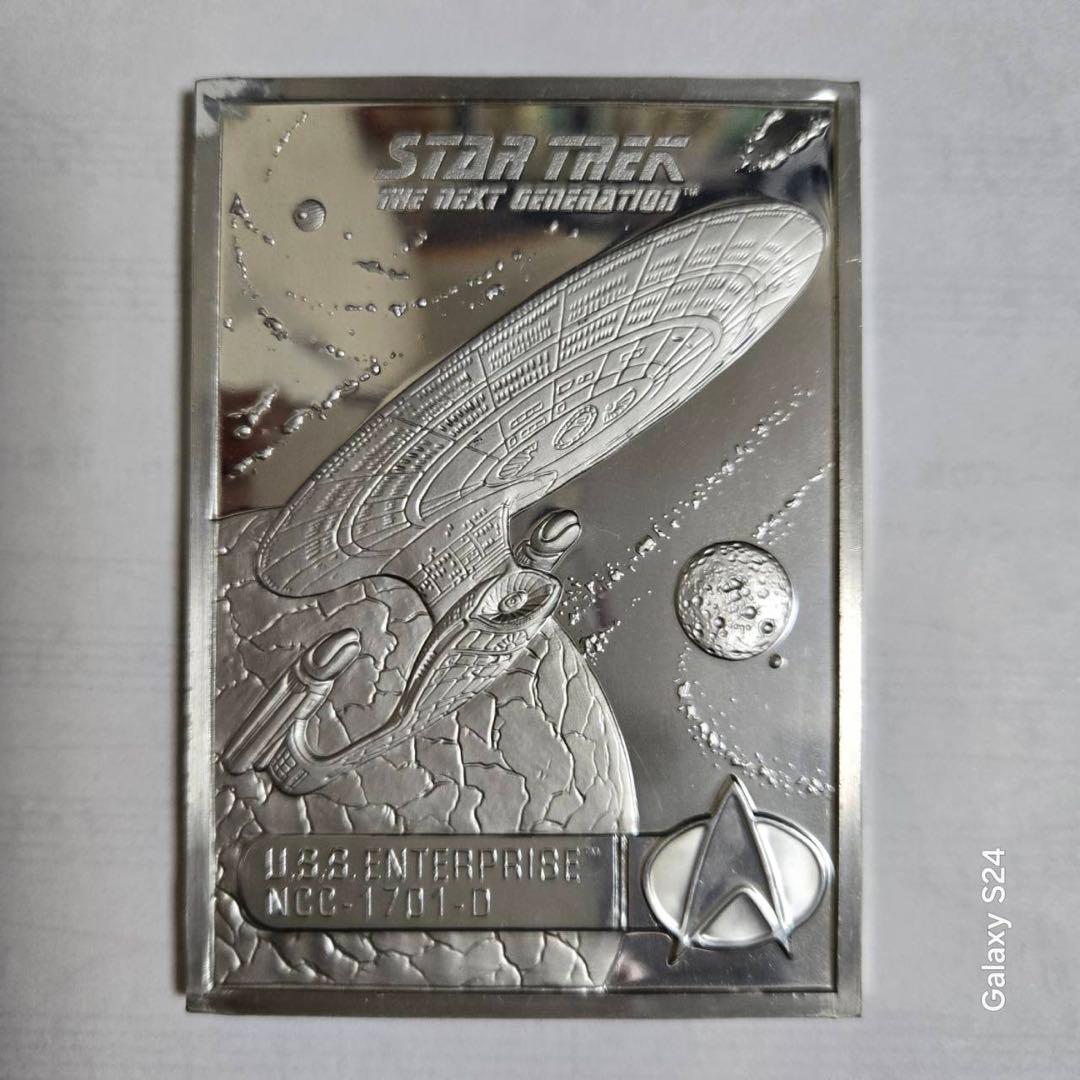 STAR TREK
THE NEXT GENERATION™
U.S.S. ENTERPRISE™
NCC-1701-D
Galaxy S24